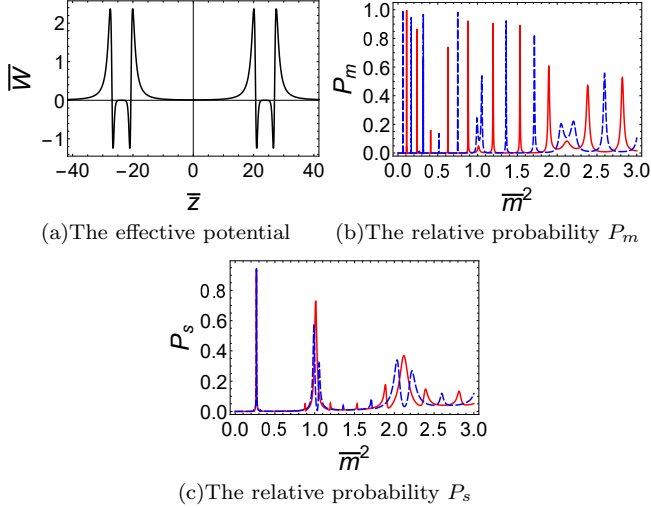 2
1
0
−1
W̅
−40 −20 0 20 40
z̅
(a)The effective potential
1.0
0.8
0.6
0.4
0.2
0.0
P_m
0.0 0.5 1.0 1.5 2.0 2.5 3.0
m̅²
(b)The relative probability P_m
0.8
0.6
0.4
0.2
0.0
P_s
0.0 0.5 1.0 1.5 2.0 2.5 3.0
m̅²
(c)The relative probability P_s